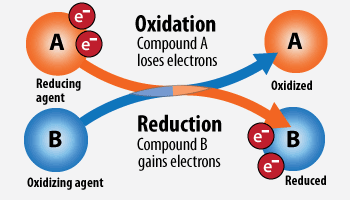 e-
e-
A
Reducing
agent
Oxidation
Compound A
loses electrons
A
Oxidized
B
Oxidizing agent
Reduction
Compound B
gains electrons
e-
e-
B
Reduced